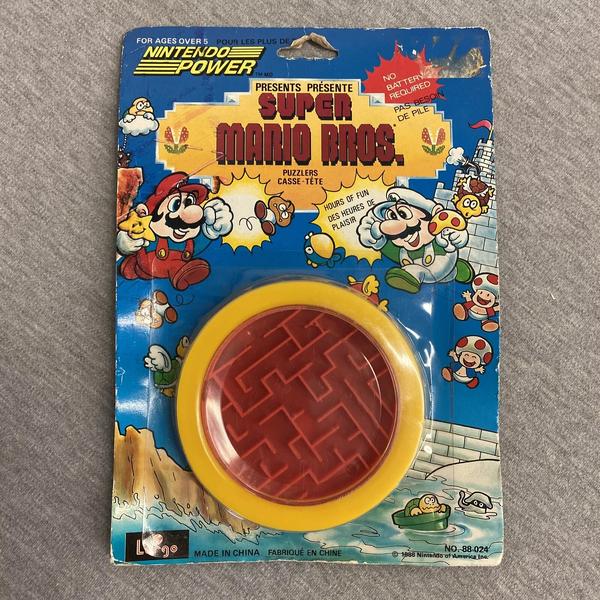 FOR AGES OVER 5 POUR LES PLUS DE
NINTENDO
POWER TM MD
PRESENTS PRÉSENTE
SUPER
MARIO BROS.
PUZZLERS
CASSE-TÊTE
NO
BATTERY
REQUIRED
PAS BESOIN
DE PILE
HOURS OF FUN
DES HEURES DE
PLAISIR
MADE IN CHINA FABRIQUÉ EN CHINE
NO. 88-024
© 1988 Nintendo of America Inc.